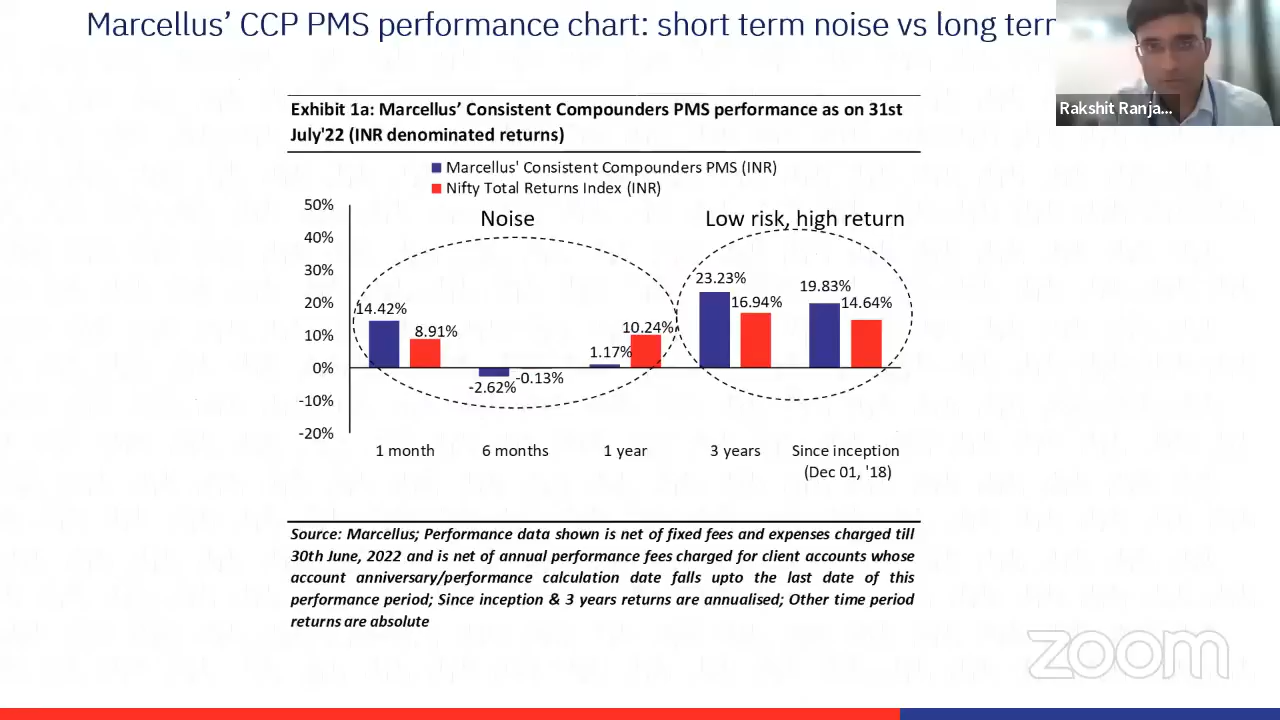 Marcellus’ CCP PMS performance chart: short term noise vs long
Rakshit Ranja...
Exhibit 1a: Marcellus’ Consistent Compounders PMS performance as on 31st
July'22 (INR denominated returns)
Marcellus' Consistent Compounders PMS (INR)
Nifty Total Returns Index (INR)
50%
40%
30%
20%
10%
0%
-10%
-20%
Noise
Low risk, high return
14.42%
8.91%
-2.62%
-0.13%
1.17%
10.24%
23.23%
16.94%
19.83%
14.64%
1 month
6 months
1 year
3 years
Since inception
(Dec 01, '18)
Source: Marcellus; Performance data shown is net of fixed fees and expenses charged till
30th June, 2022 and is net of annual performance fees charged for client accounts whose
account anniversary/performance calculation date falls upto the last date of this
performance period; Since inception & 3 years returns are annualised; Other time period
returns are absolute
zoom